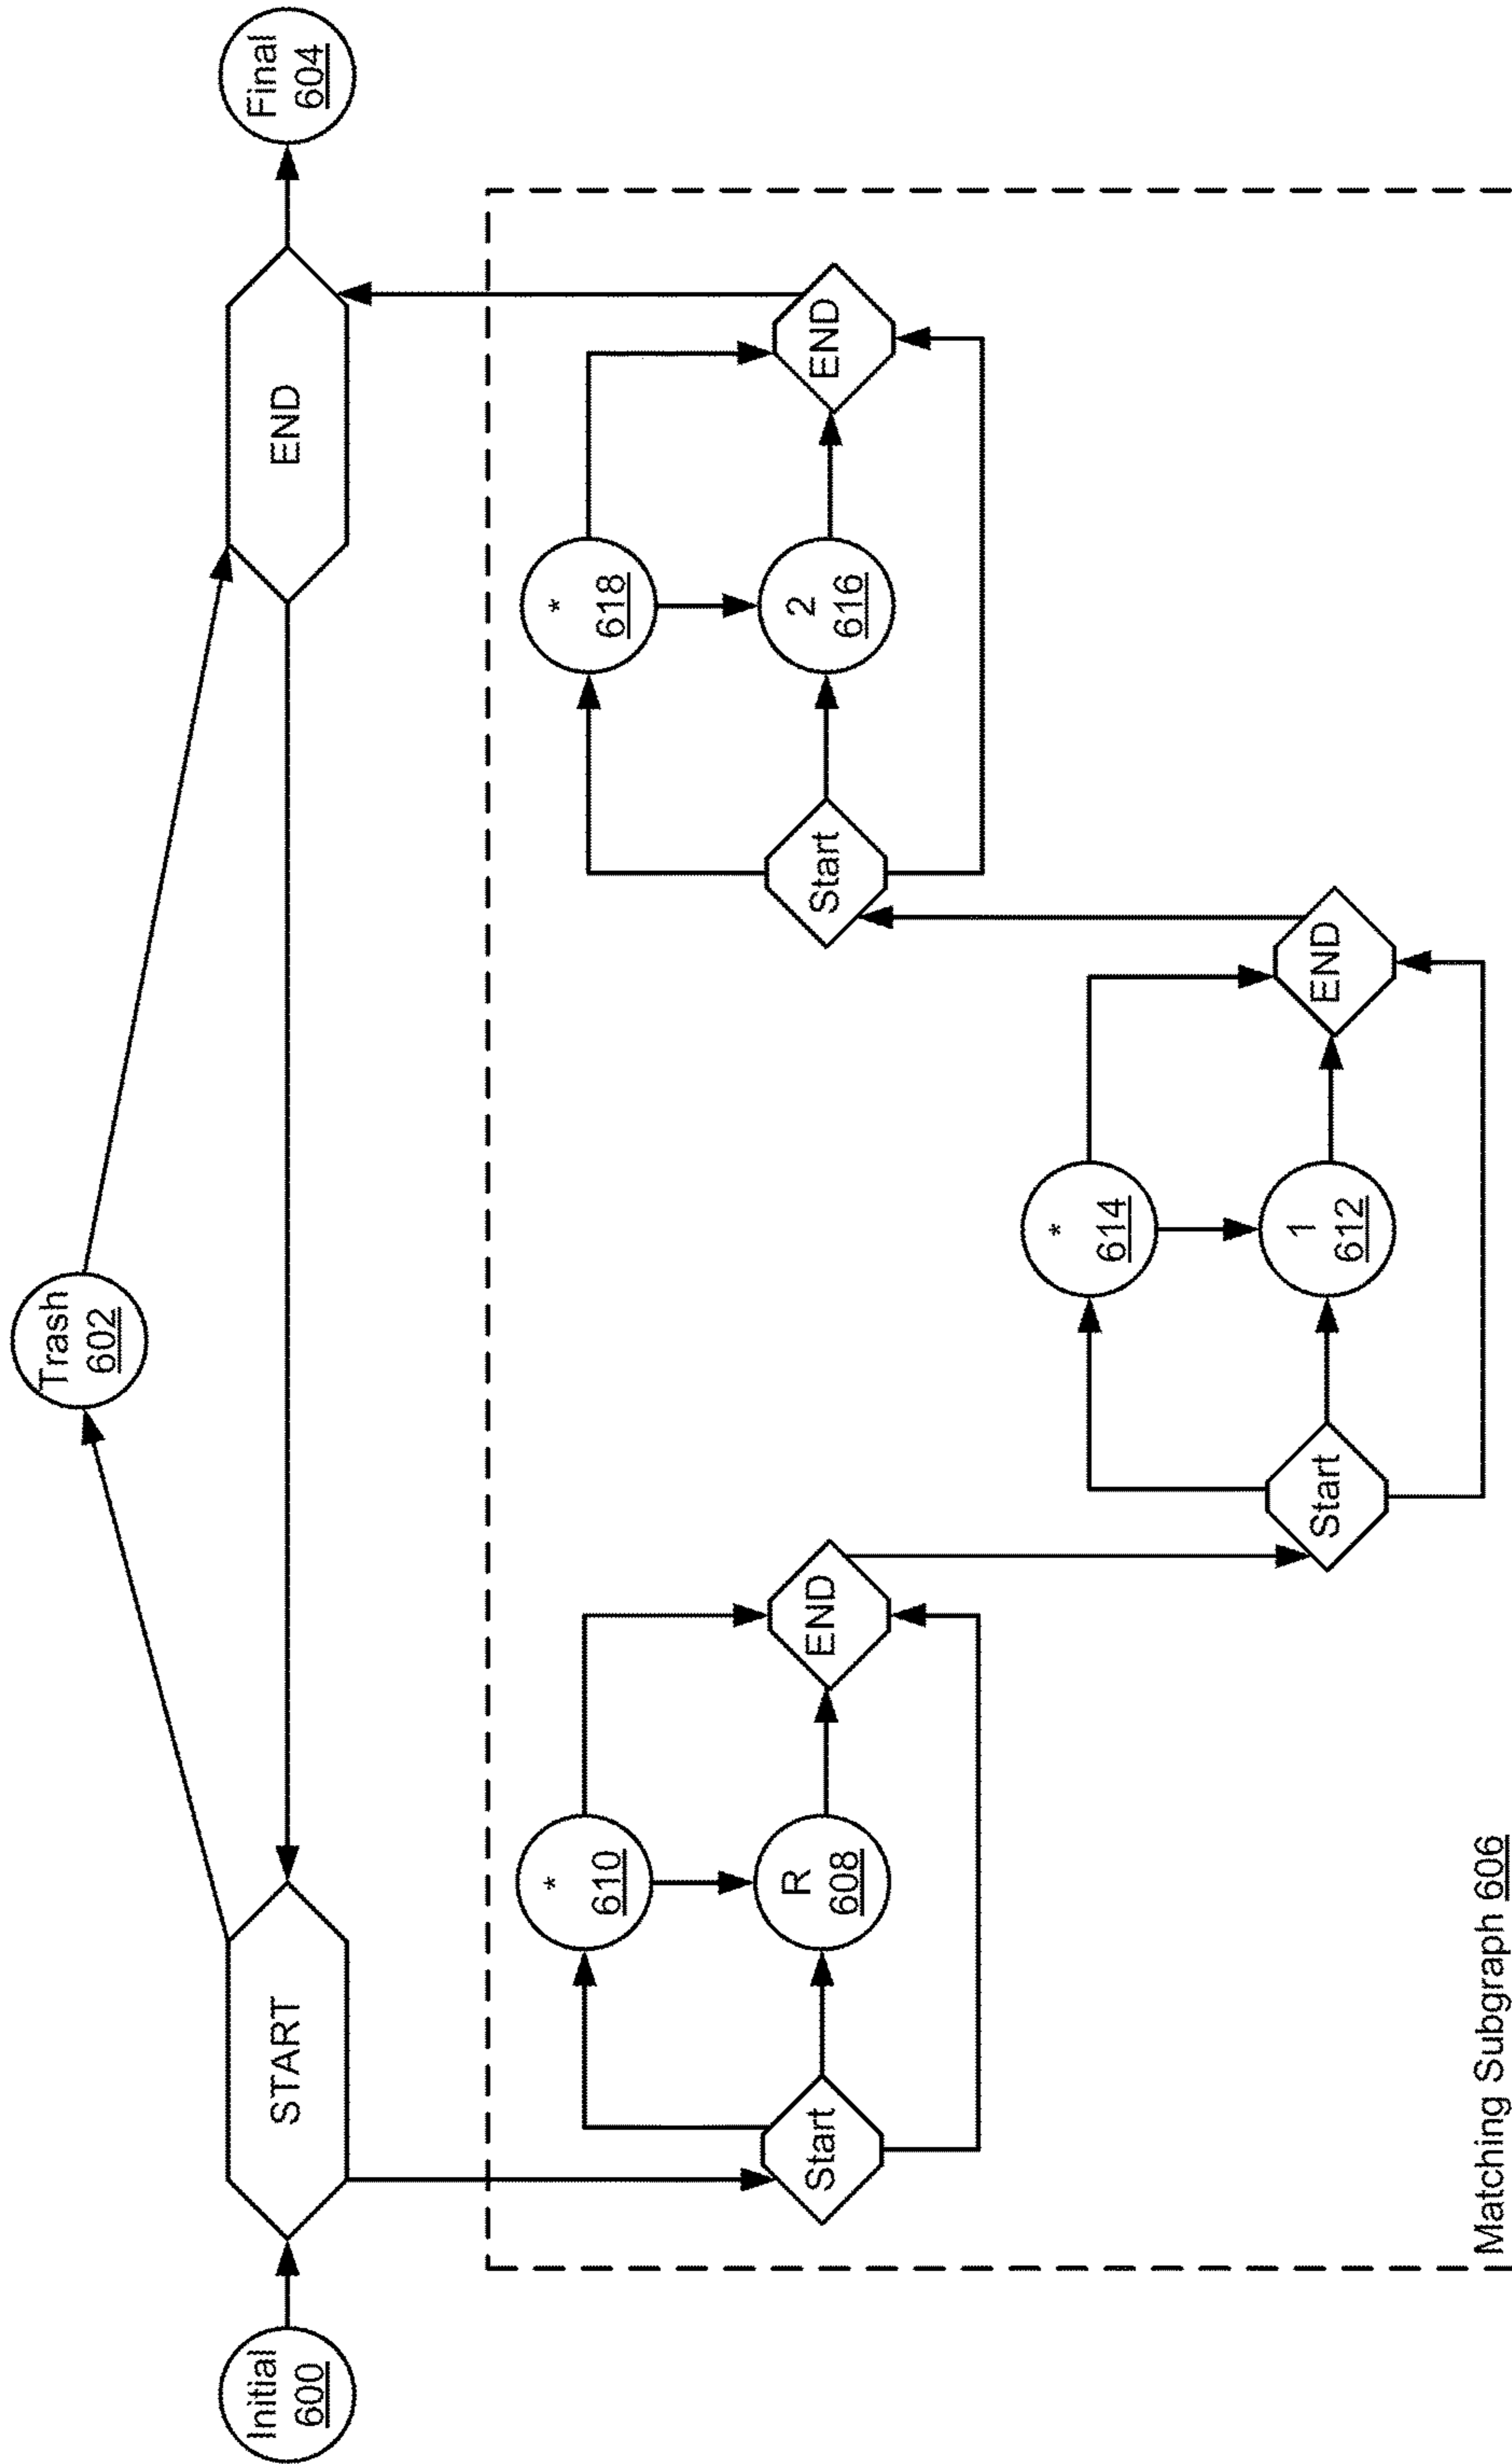 Trash
602
Initial
600
START
END
Final
604
*
610
R
608
Start
END
*
618
2
616
Start
END
*
614
1
612
Start
END
Matching Subgraph 606